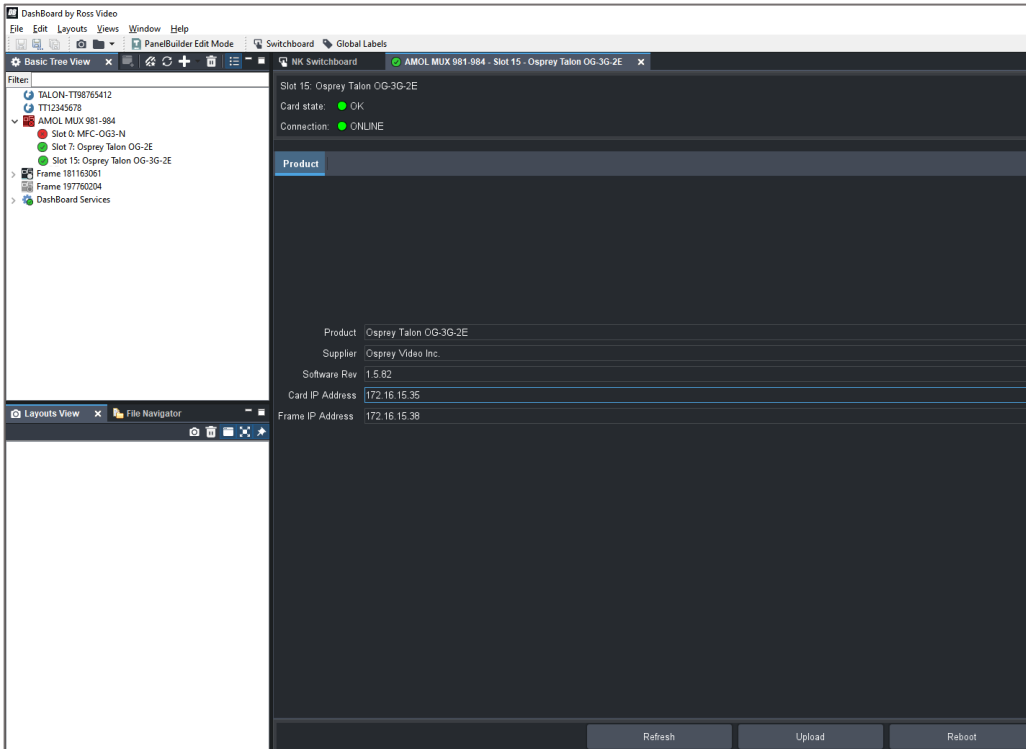 DashBoard by Ross Video
File Edit Layouts Views Window Help
PanelBuilder Edit Mode Switchboard Global Labels
Basic Tree View
Filter:
TALON-TT98765412
TT12345678
AMOL MUX 981-984
Slot 0: MFC-OG3-N
Slot 7: Osprey Talon OG-2E
Slot 15: Osprey Talon OG-3G-2E
Frame 181163061
Frame 197760204
DashBoard Services
Layouts View File Navigator
NK Switchboard AMOL MUX 981-984 - Slot 15 - Osprey Talon OG-3G-2E
Slot 15: Osprey Talon OG-3G-2E
Card state: OK
Connection: ONLINE
Product
Product Osprey Talon OG-3G-2E
Supplier Osprey Video Inc.
Software Rev 1.5.82
Card IP Address 172.16.15.35
Frame IP Address 172.16.15.38
Refresh Upload Reboot